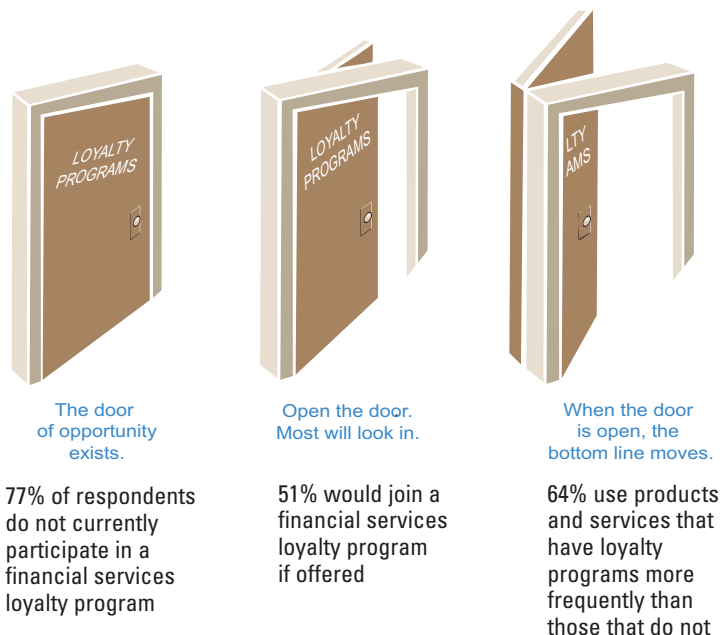 LOYALTY
PROGRAMS
LOYALTY
PROGRAMS
LTY
AMS
The door
of opportunity
exists.
77% of respondents
do not currently
participate in a
financial services
loyalty program
Open the door.
Most will look in.
51% would join a
financial services
loyalty program
if offered
When the door
is open, the
bottom line moves.
64% use products
and services that
have loyalty
programs more
frequently than
those that do not